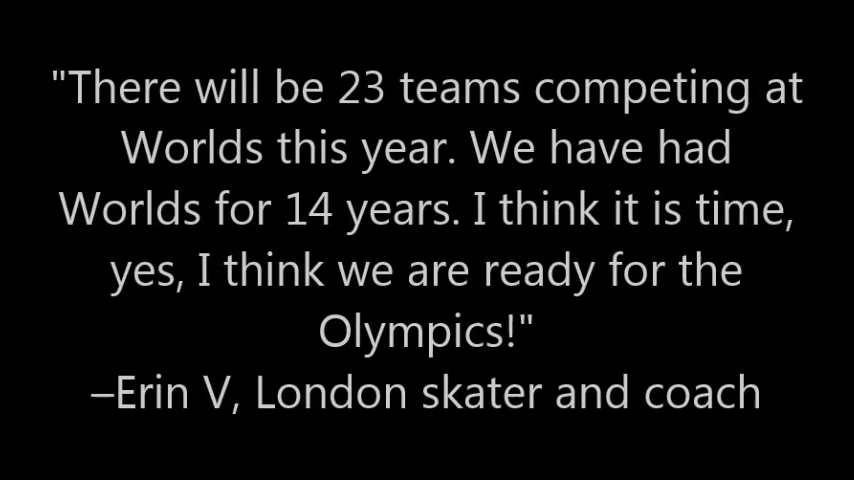 "There will be 23 teams competing at
Worlds this year. We have had
Worlds for 14 years. I think it is time,
yes, I think we are ready for the
Olympics!"
–Erin V, London skater and coach